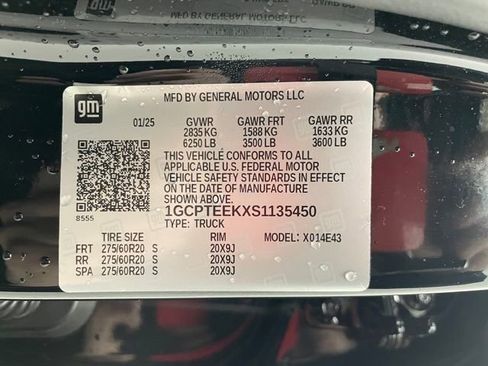 gm
MFD BY GENERAL MOTORS LLC
01/25 GVWR GAWR FRT GAWR RR
2835 KG 1588 KG 1633 KG
6250 LB 3500 LB 3600 LB
THIS VEHICLE CONFORMS TO ALL
APPLICABLE U.S. FEDERAL MOTOR
VEHICLE SAFETY STANDARDS IN EFFECT
ON THE DATE OF MANUFACTURE
SHOWN ABOVE.
8555
1GCPTEEKXS1135450
TYPE: TRUCK
TIRE SIZE RIM MODEL: X014E43
FRT 275/60R20 S 20X9J
RR 275/60R20 S 20X9J
SPA 275/60R20 S 20X9J